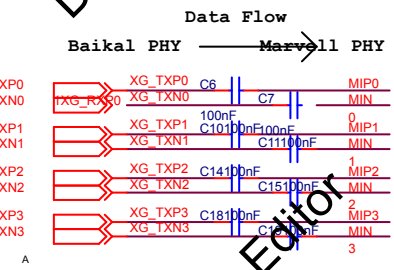 Data Flow
Baikal PHY Marvell PHY
XP0 XG_TXP0 C6 MIP0
XN0 1XG_RXP0 XG_TXN0 C7 MIN
100nF 0
XP1 XG_TXP1 C10100nF 100nF MIP1
XN1 XG_TXN1 C11100nF MIN
1
XP2 XG_TXP2 C14100nF MIP2
XN2 XG_TXN2 C15100nF MIN
2
XP3 XG_TXP3 C18100nF MIP3
XN3 XG_TXN3 MIN
3
Editor
A